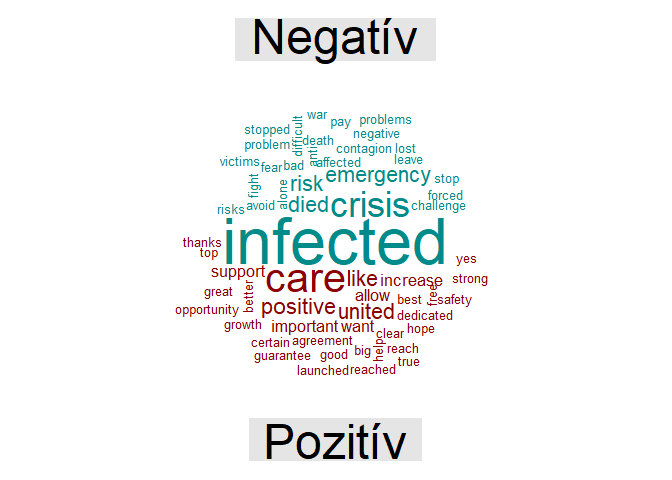 Negatív
war
stopped difficult pay problems
problem death negative
anti contagion lost
victims fear bad affected leave
fight alone risk emergency stop
risks avoid died crisis forced
challenge
infected
thanks
top yes
support care like increase strong
great better allow best free safety
opportunity positive united dedicated
growth important want clear hope
certain agreement help reach
guarantee good big true
launched reached
Pozitív